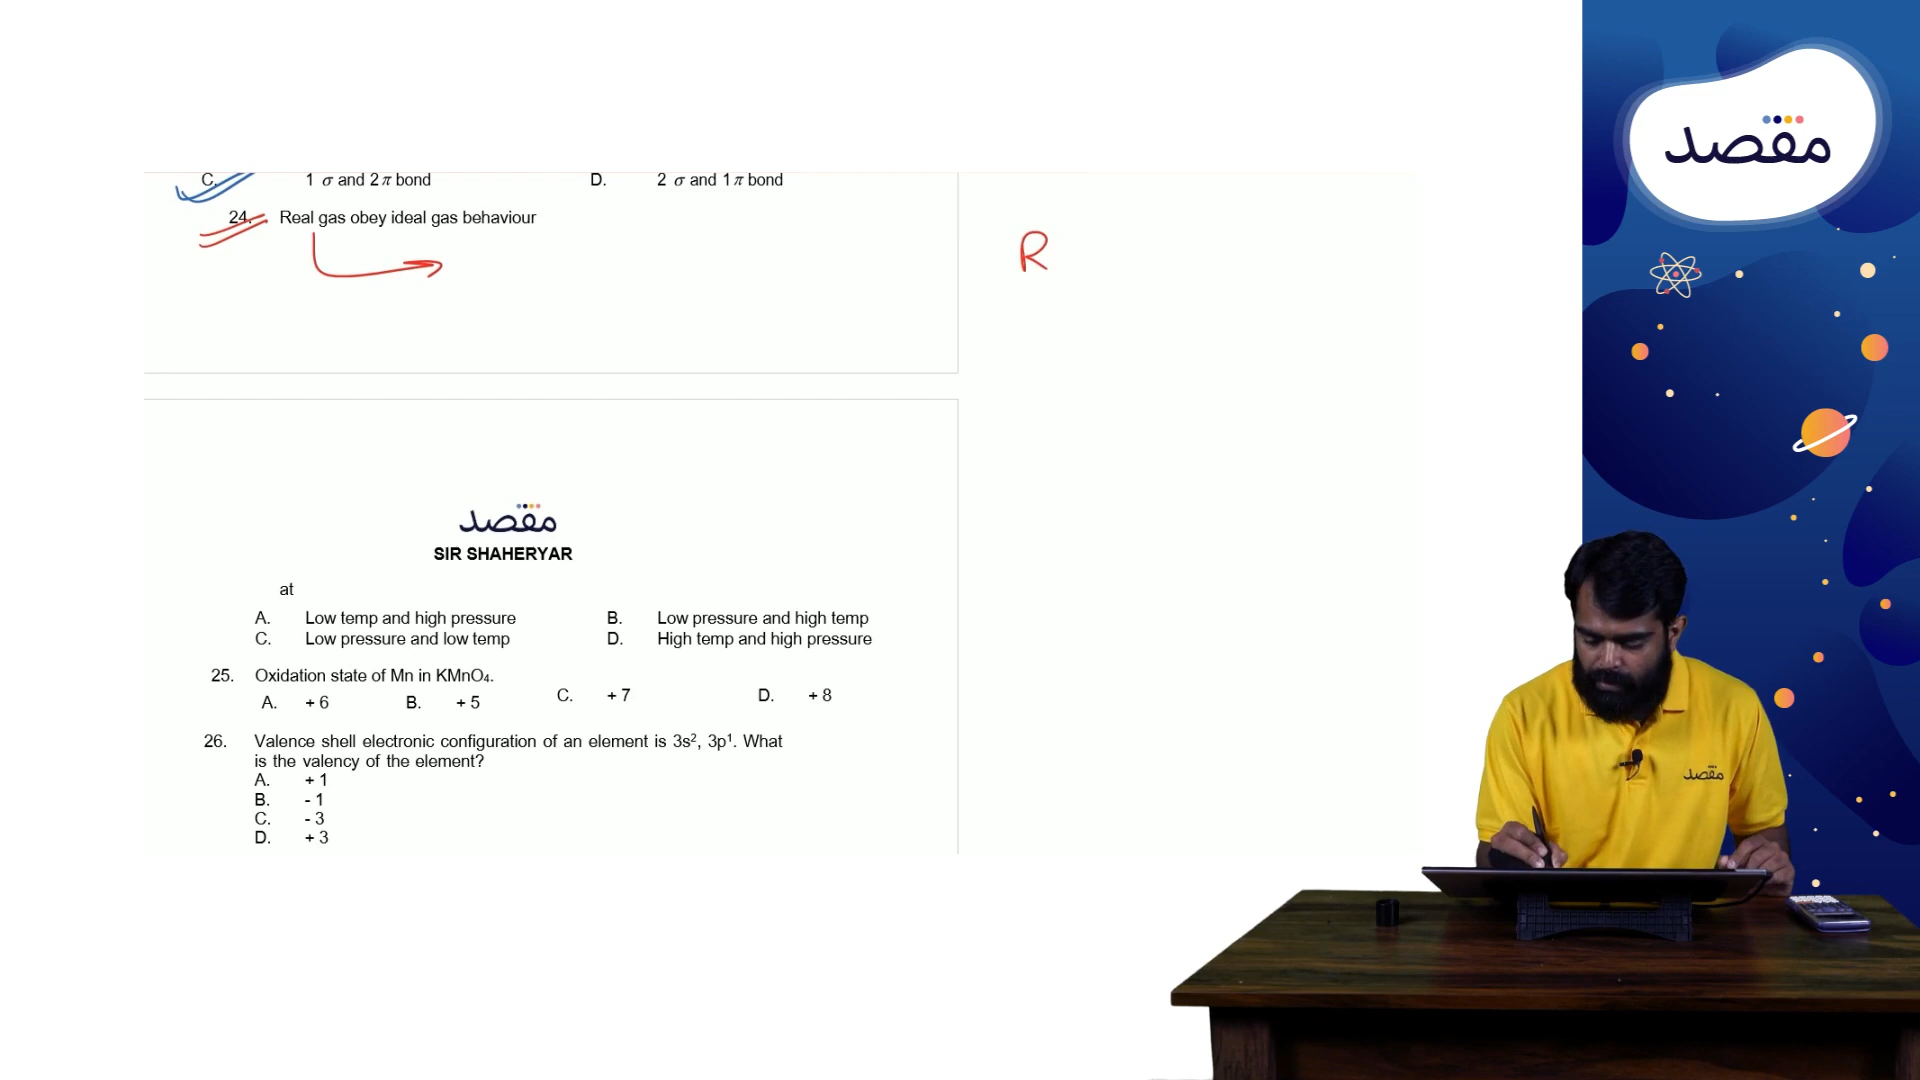 مقصد
C. 1 σ and 2 π bond D. 2 σ and 1 π bond
24. Real gas obey ideal gas behaviour
R
مقصد
SIR SHAHERYAR
at
A. Low temp and high pressure B. Low pressure and high temp
C. Low pressure and low temp D. High temp and high pressure
25. Oxidation state of Mn in KMnO₄.
A. + 6 B. + 5 C. + 7 D. + 8
26. Valence shell electronic configuration of an element is 3s², 3p¹. What
is the valency of the element?
A. + 1
B. - 1
C. - 3
D. + 3
مقصد